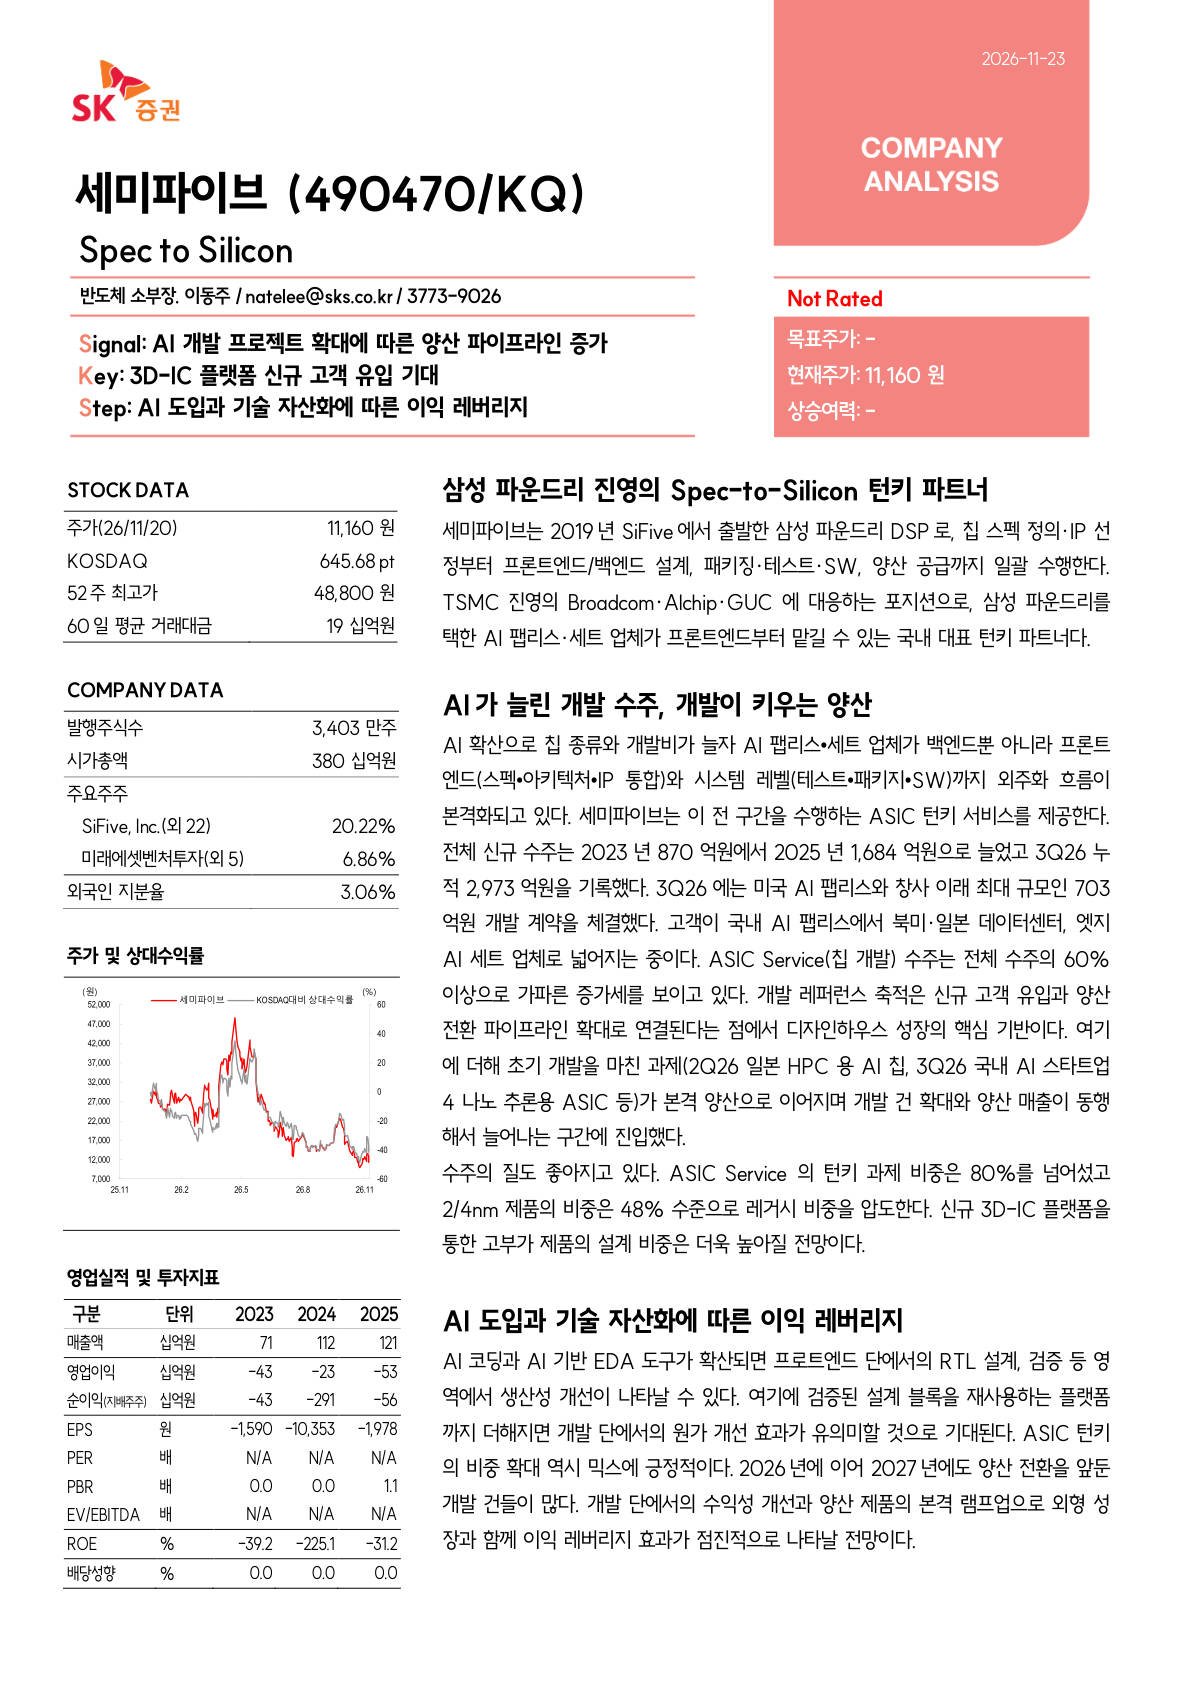 2026-11-23
SK증권
COMPANY
ANALYSIS
세미파이브 (490470/KQ)
Spec to Silicon
반도체 소부장. 이동주 / natelee@sks.co.kr / 3773-9026
Signal: AI 개발 프로젝트 확대에 따른 양산 파이프라인 증가
Key: 3D-IC 플랫폼 신규 고객 유입 기대
Step: AI 도입과 기술 자산화에 따른 이익 레버리지
Not Rated
목표주가: -
현재주가: 11,160 원
상승여력: -
STOCK DATA
주가(26/11/20) 11,160 원
KOSDAQ 645.68 pt
52주 최고가 48,800 원
60일 평균 거래대금 19 십억원
COMPANY DATA
발행주식수 3,403 만주
시가총액 380 십억원
주요주주
SiFive, Inc.(외 22) 20.22%
미래에셋벤처투자(외 5) 6.86%
외국인 지분율 3.06%
주가 및 상대수익률
(원) (%)
세미파이브 KOSDAQ대비 상대수익률
52,000 60
47,000 40
42,000
37,000 20
32,000 0
27,000
22,000 -20
17,000
12,000 -40
7,000 -60
25.11 26.2 26.5 26.8 26.11
영업실적 및 투자지표
구분 단위 2023 2024 2025
매출액 십억원 71 112 121
영업이익 십억원 -43 -23 -53
순이익(지배주주) 십억원 -43 -291 -56
EPS 원 -1,590 -10,353 -1,978
PER 배 N/A N/A N/A
PBR 배 0.0 0.0 1.1
EV/EBITDA 배 N/A N/A N/A
ROE % -39.2 -225.1 -31.2
배당성향 % 0.0 0.0 0.0
삼성 파운드리 진영의 Spec-to-Silicon 턴키 파트너
세미파이브는 2019년 SiFive에서 출발한 삼성 파운드리 DSP로, 칩 스펙 정의·IP 선
정부터 프론트엔드/백엔드 설계, 패키징·테스트·SW, 양산 공급까지 일괄 수행한다.
TSMC 진영의 Broadcom·Alchip·GUC 에 대응하는 포지션으로, 삼성 파운드리를
택한 AI 팹리스·세트 업체가 프론트엔드부터 맡길 수 있는 국내 대표 턴키 파트너다.
AI가 늘린 개발 수주, 개발이 키우는 양산
AI 확산으로 칩 종류와 개발비가 늘자 AI 팹리스•세트 업체가 백엔드뿐 아니라 프론트
엔드(스펙•아키텍처•IP 통합)와 시스템 레벨(테스트•패키지•SW)까지 외주화 흐름이
본격화되고 있다. 세미파이브는 이 전 구간을 수행하는 ASIC 턴키 서비스를 제공한다.
전체 신규 수주는 2023 년 870 억원에서 2025 년 1,684 억원으로 늘었고 3Q26 누
적 2,973 억원을 기록했다. 3Q26 에는 미국 AI 팹리스와 창사 이래 최대 규모인 703
억원 개발 계약을 체결했다. 고객이 국내 AI 팹리스에서 북미·일본 데이터센터, 엣지
AI 세트 업체로 넓어지는 중이다. ASIC Service(칩 개발) 수주는 전체 수주의 60%
이상으로 가파른 증가세를 보이고 있다. 개발 레퍼런스 축적은 신규 고객 유입과 양산
전환 파이프라인 확대로 연결된다는 점에서 디자인하우스 성장의 핵심 기반이다. 여기
에 더해 초기 개발을 마친 과제(2Q26 일본 HPC 용 AI 칩, 3Q26 국내 AI 스타트업
4 나노 추론용 ASIC 등)가 본격 양산으로 이어지며 개발 건 확대와 양산 매출이 동행
해서 늘어나는 구간에 진입했다.
수주의 질도 좋아지고 있다. ASIC Service 의 턴키 과제 비중은 80%를 넘어섰고
2/4nm 제품의 비중은 48% 수준으로 레거시 비중을 압도한다. 신규 3D-IC 플랫폼을
통한 고부가 제품의 설계 비중은 더욱 높아질 전망이다.
AI 도입과 기술 자산화에 따른 이익 레버리지
AI 코딩과 AI 기반 EDA 도구가 확산되면 프로트엔드 단에서의 RTL 설계, 검증 등 영
역에서 생산성 개선이 나타날 수 있다. 여기에 검증된 설계 블록을 재사용하는 플랫폼
까지 더해지면 개발 단에서의 원가 개선 효과가 유의미할 것으로 기대된다. ASIC 턴키
의 비중 확대 역시 믹스에 긍정적이다. 2026년에 이어 2027년에도 양산 전환을 앞둔
개발 건들이 많다. 개발 단에서의 수익성 개선과 양산 제품의 본격 램프업으로 외형 성
장과 함께 이익 레버리지 효과가 점진적으로 나타날 전망이다.